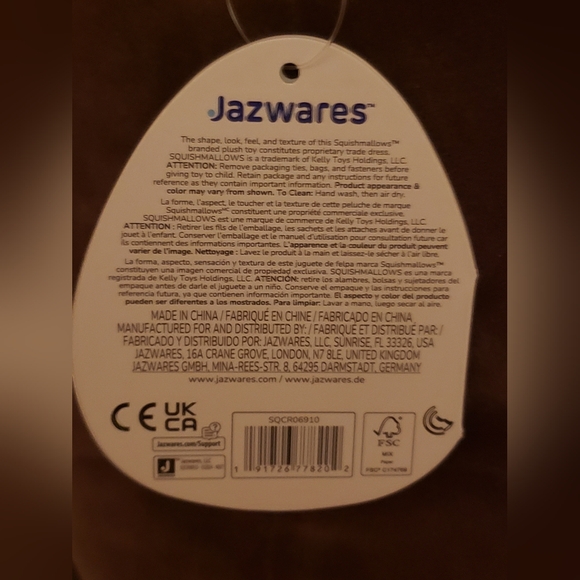 Jazwares™
The shape, look, feel, and texture of this Squishmallows™
branded plush toy constitutes proprietary trade dress.
SQUISHMALLOWS is a trademark of Kelly Toys Holdings, LLC.
ATTENTION: Remove packaging ties, bags, and fasteners before
giving toy to child. Retain package and any instructions for future
reference as they contain important information. Product appearance &
color may vary from shown. To Clean: Hand wash, then air dry.
La forme, l'aspect, le toucher et la texture de cette peluche de marque
Squishmallows constituent une propriété commerciale exclusive.
SQUISHMALLOWS est une marque de commerce de Kelly Toys Holdings, LLC.
ATTENTION : Retirer les fils de l'emballage, les sachets et les attaches avant de donner le
jouet à l'enfant. Conserver l'emballage et le manuel d'utilisation pour consultation future car
ils contiennent des informations importantes. L'apparence et la couleur du produit peuvent
varier de l'image. Nettoyage : Lavez le produit à la main et laissez-le sécher à l'air libre.
La forma, aspecto, sensación y textura de este juguete de felpa marca Squishmallows
constituyen una imagen comercial de propiedad exclusiva. SQUISHMALLOWS es una marca
registrada de Kelly Toys Holdings, LLC. ATENCIÓN: retire los alambres, bolsas y sujetadores del
empaque antes de darle el juguete a un niño. Conserve el empaque y las instrucciones para
referencia futura, ya que contienen información importante. El aspecto y color del producto
pueden ser diferentes a los mostrados. Para limpiar: Lavar a mano, luego secar al aire.
MADE IN CHINA / FABRIQUÉ EN CHINE / FABRICADO EN CHINA
MANUFACTURED FOR AND DISTRIBUTED BY: / FABRIQUÉ ET DISTRIBUÉ PAR: /
FABRICADO Y DISTRIBUIDO POR: JAZWARES, LLC, SUNRISE, FL 33326, USA
JAZWARES, 16A CRANE GROVE, LONDON, N7 8LE, UNITED KINGDOM
JAZWARES GMBH, MINA-REES-STR. 8, 64295 DARMSTADT, GERMANY
www.jazwares.com / www.jazwares.de
CE UK
CA
Jazwares.com/Support
SQCR06910
1 91726 77820 2
FSC
MIX
Paper